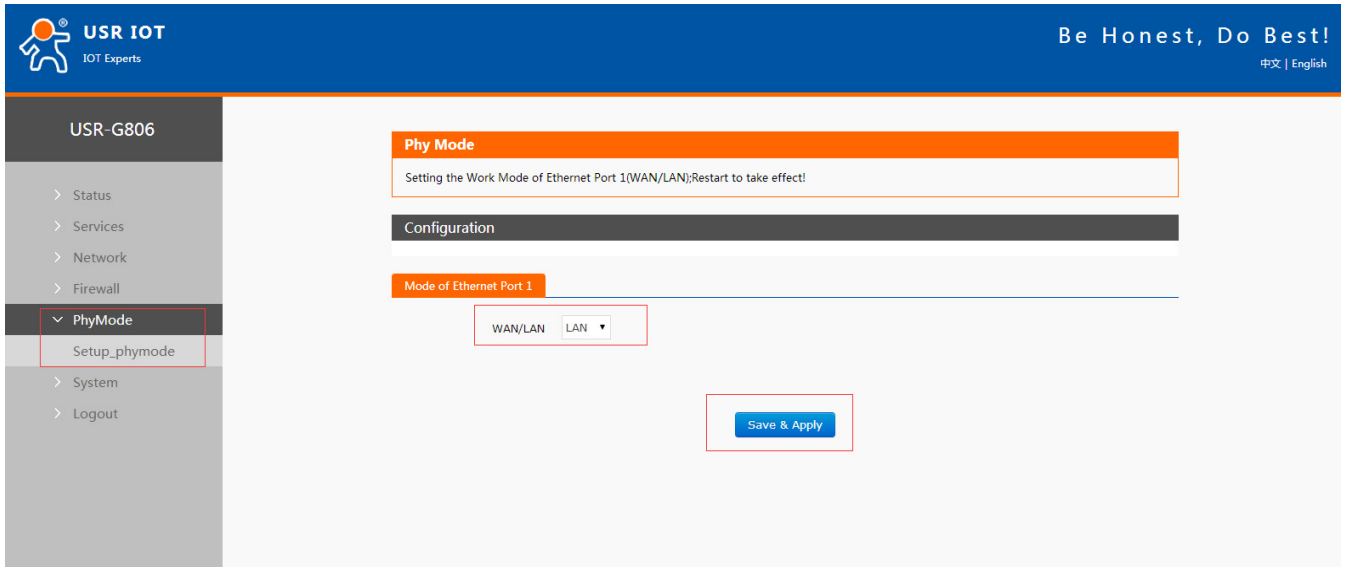 USR IOT
IOT Experts
®
Be Honest, Do Best!
中文 | English
USR-G806
Status
Services
Network
Firewall
PhyMode
Setup_phymode
System
Logout
Phy Mode
Setting the Work Mode of Ethernet Port 1(WAN/LAN);Restart to take effect!
Configuration
Mode of Ethernet Port 1
WAN/LAN LAN
Save & Apply